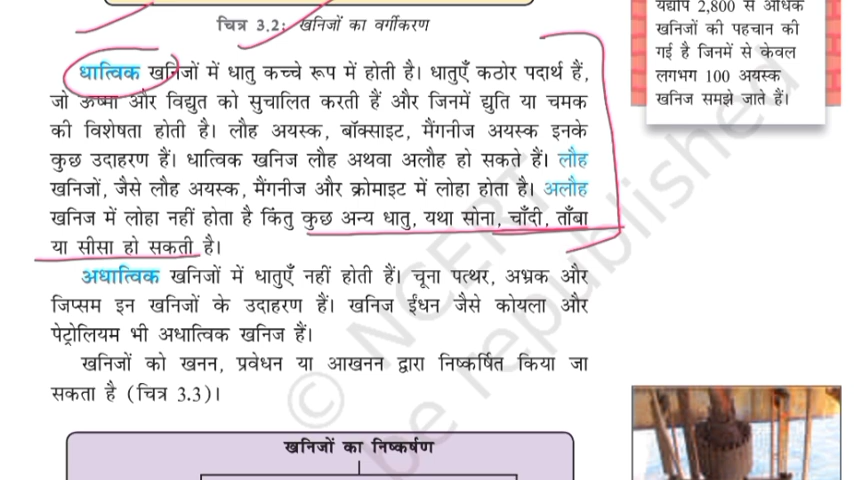 चित्र 3.2: खनिजों का वर्गीकरण
धात्विक खनिजों में धातु कच्चे रूप में होती है। धातुएँ कठोर पदार्थ हैं,
जो ऊष्मा और विद्युत को सुचालित करती हैं और जिनमें द्युति या चमक
की विशेषता होती है। लौह अयस्क, बॉक्साइट, मैंगनीज अयस्क इनके
कुछ उदाहरण हैं। धात्विक खनिज लौह अथवा अलौह हो सकते हैं। लौह
खनिजों, जैसे लौह अयस्क, मैंगनीज और क्रोमाइट में लोहा होता है। अलौह
खनिज में लोहा नहीं होता है किंतु कुछ अन्य धातु, यथा सोना, चाँदी, ताँबा
या सीसा हो सकती है।
अधात्विक खनिजों में धातुएँ नहीं होती हैं। चूना पत्थर, अभ्रक और
जिप्सम इन खनिजों के उदाहरण हैं। खनिज ईंधन जैसे कोयला और
पेट्रोलियम भी अधात्विक खनिज हैं।
खनिजों को खनन, प्रवेधन या आखनन द्वारा निष्कर्षित किया जा
सकता है (चित्र 3.3)।
खनिजों का निष्कर्षण
यद्यपि 2,800 से अधिक
खनिजों की पहचान की
गई है जिनमें से केवल
लगभग 100 अयस्क
खनिज समझे जाते हैं।
© NCERT
be republished